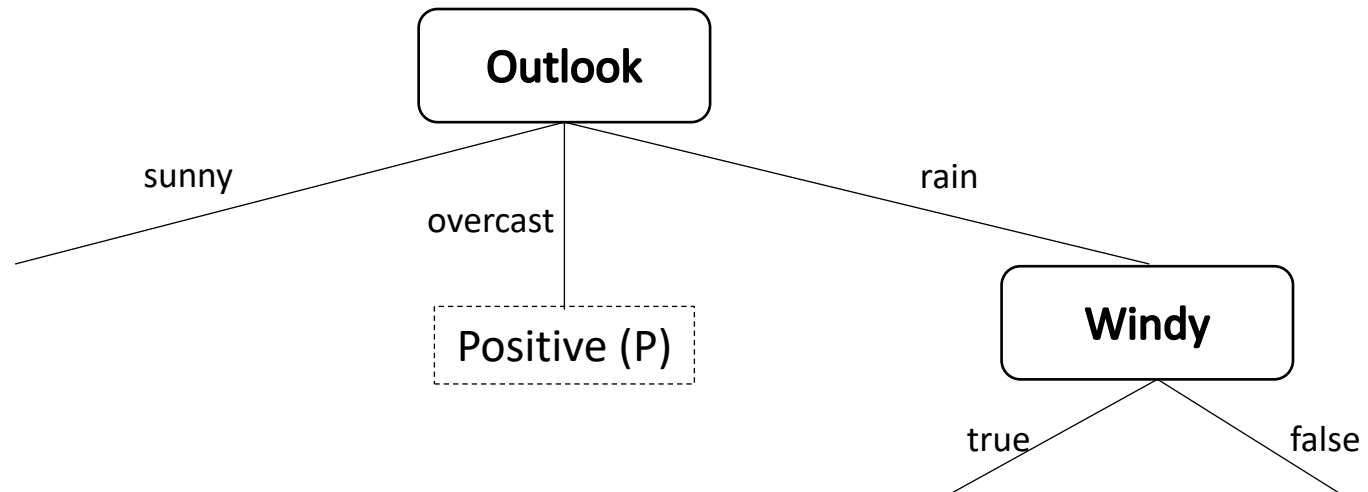 Outlook
sunny
rain
overcast
Windy
Positive (P)
true
false